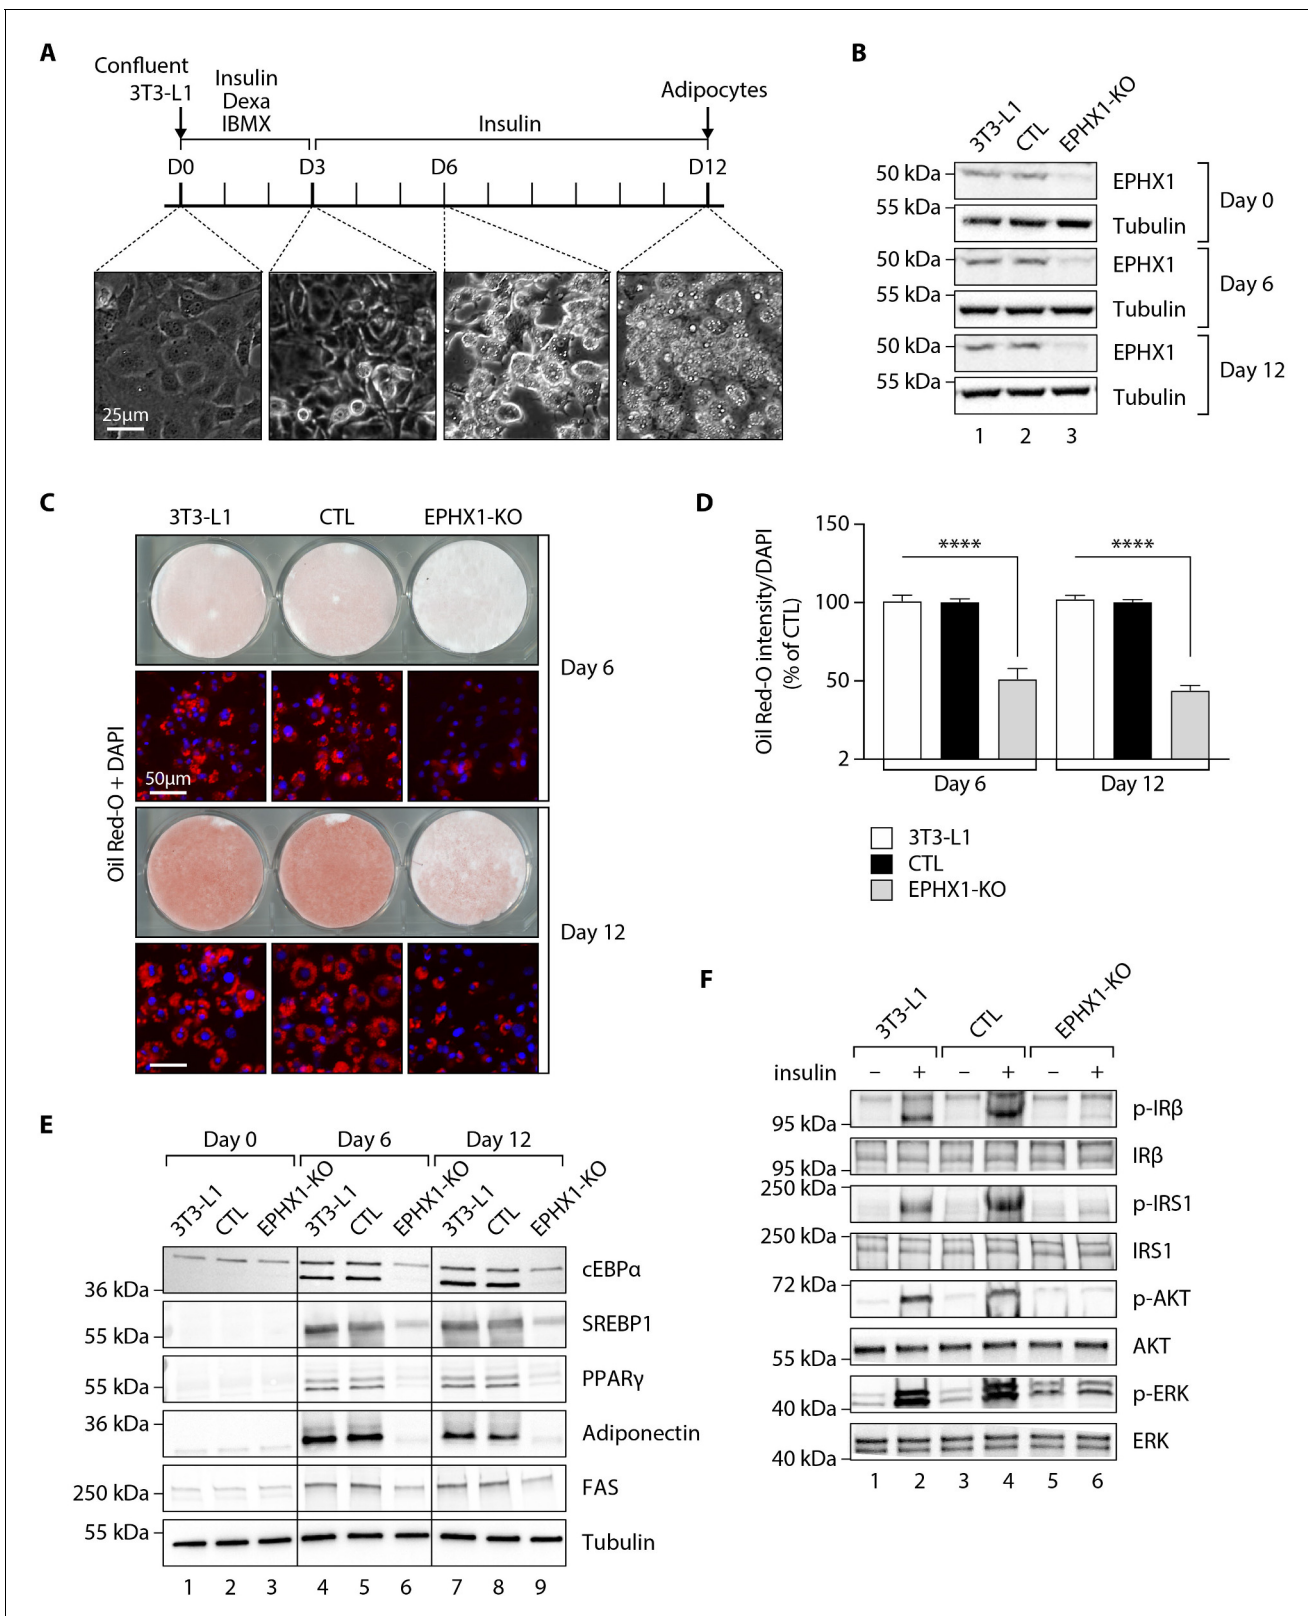 A
Confluent
3T3-L1
Insulin
Dexa
IBMX
Insulin
Adipocytes
D0
D3
D6
D12
25µm
B
3T3-L1
CTL
EPHX1-KO
50 kDa
EPHX1
55 kDa
Tubulin
Day 0
50 kDa
EPHX1
55 kDa
Tubulin
Day 6
50 kDa
EPHX1
55 kDa
Tubulin
Day 12
1 2 3
C
3T3-L1 CTL EPHX1-KO
Oil Red-O + DAPI
Day 6
50µm
Day 12
D
Oil Red-O intensity/DAPI
(% of CTL)
150
100
50
2
**** ****
Day 6 Day 12
3T3-L1
CTL
EPHX1-KO
E
Day 0 Day 6 Day 12
3T3-L1 CTL EPHX1-KO 3T3-L1 CTL EPHX1-KO 3T3-L1 CTL EPHX1-KO
36 kDa
cEBPα
55 kDa
SREBP1
55 kDa
PPARγ
36 kDa
Adiponectin
250 kDa
FAS
55 kDa
Tubulin
1 2 3 4 5 6 7 8 9
F
3T3-L1 CTL EPHX1-KO
insulin – + – + – +
95 kDa
p-IRβ
95 kDa
IRβ
250 kDa
p-IRS1
250 kDa
IRS1
72 kDa
p-AKT
55 kDa
AKT
40 kDa
p-ERK
40 kDa
ERK
1 2 3 4 5 6